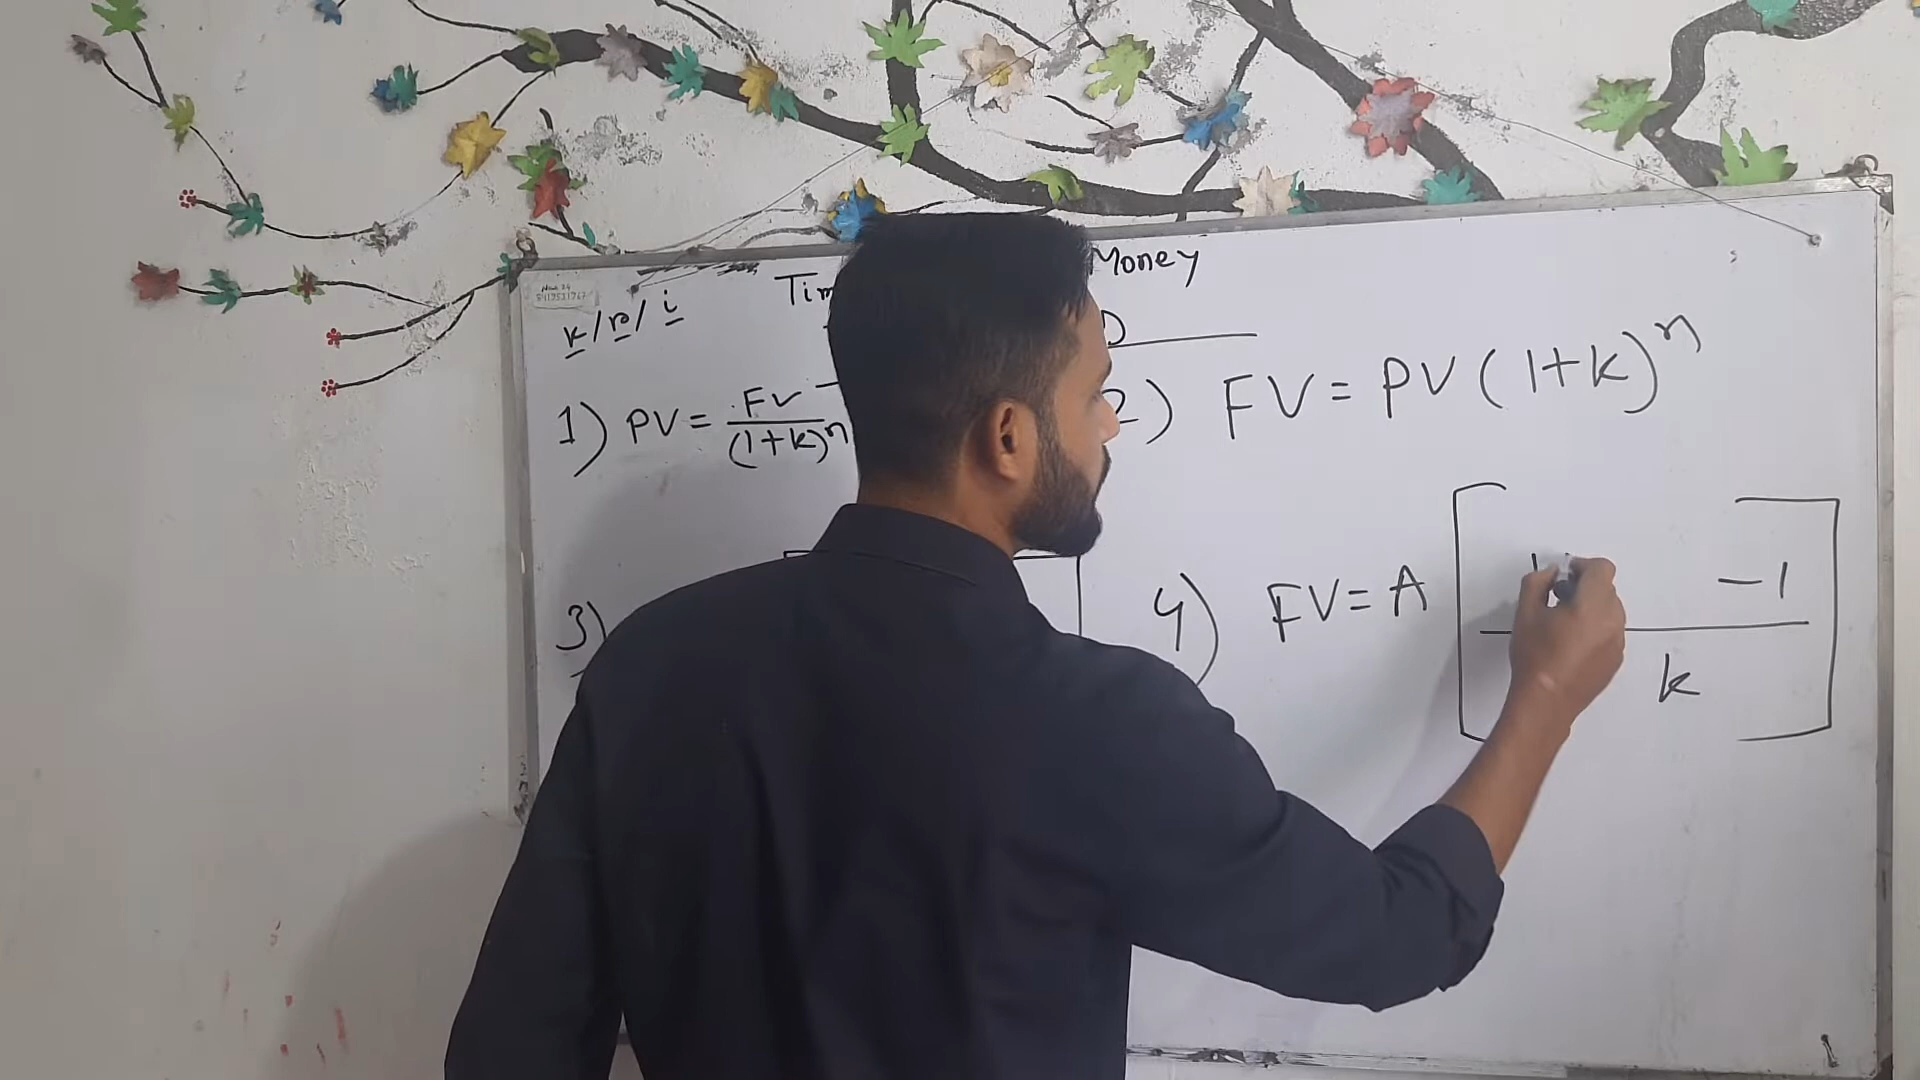 Tim Money
k/r/i
1) PV = FV / (1+k)^n
2) FV = PV (1+k)^n
3)
4) FV = A [ -1 / k ]